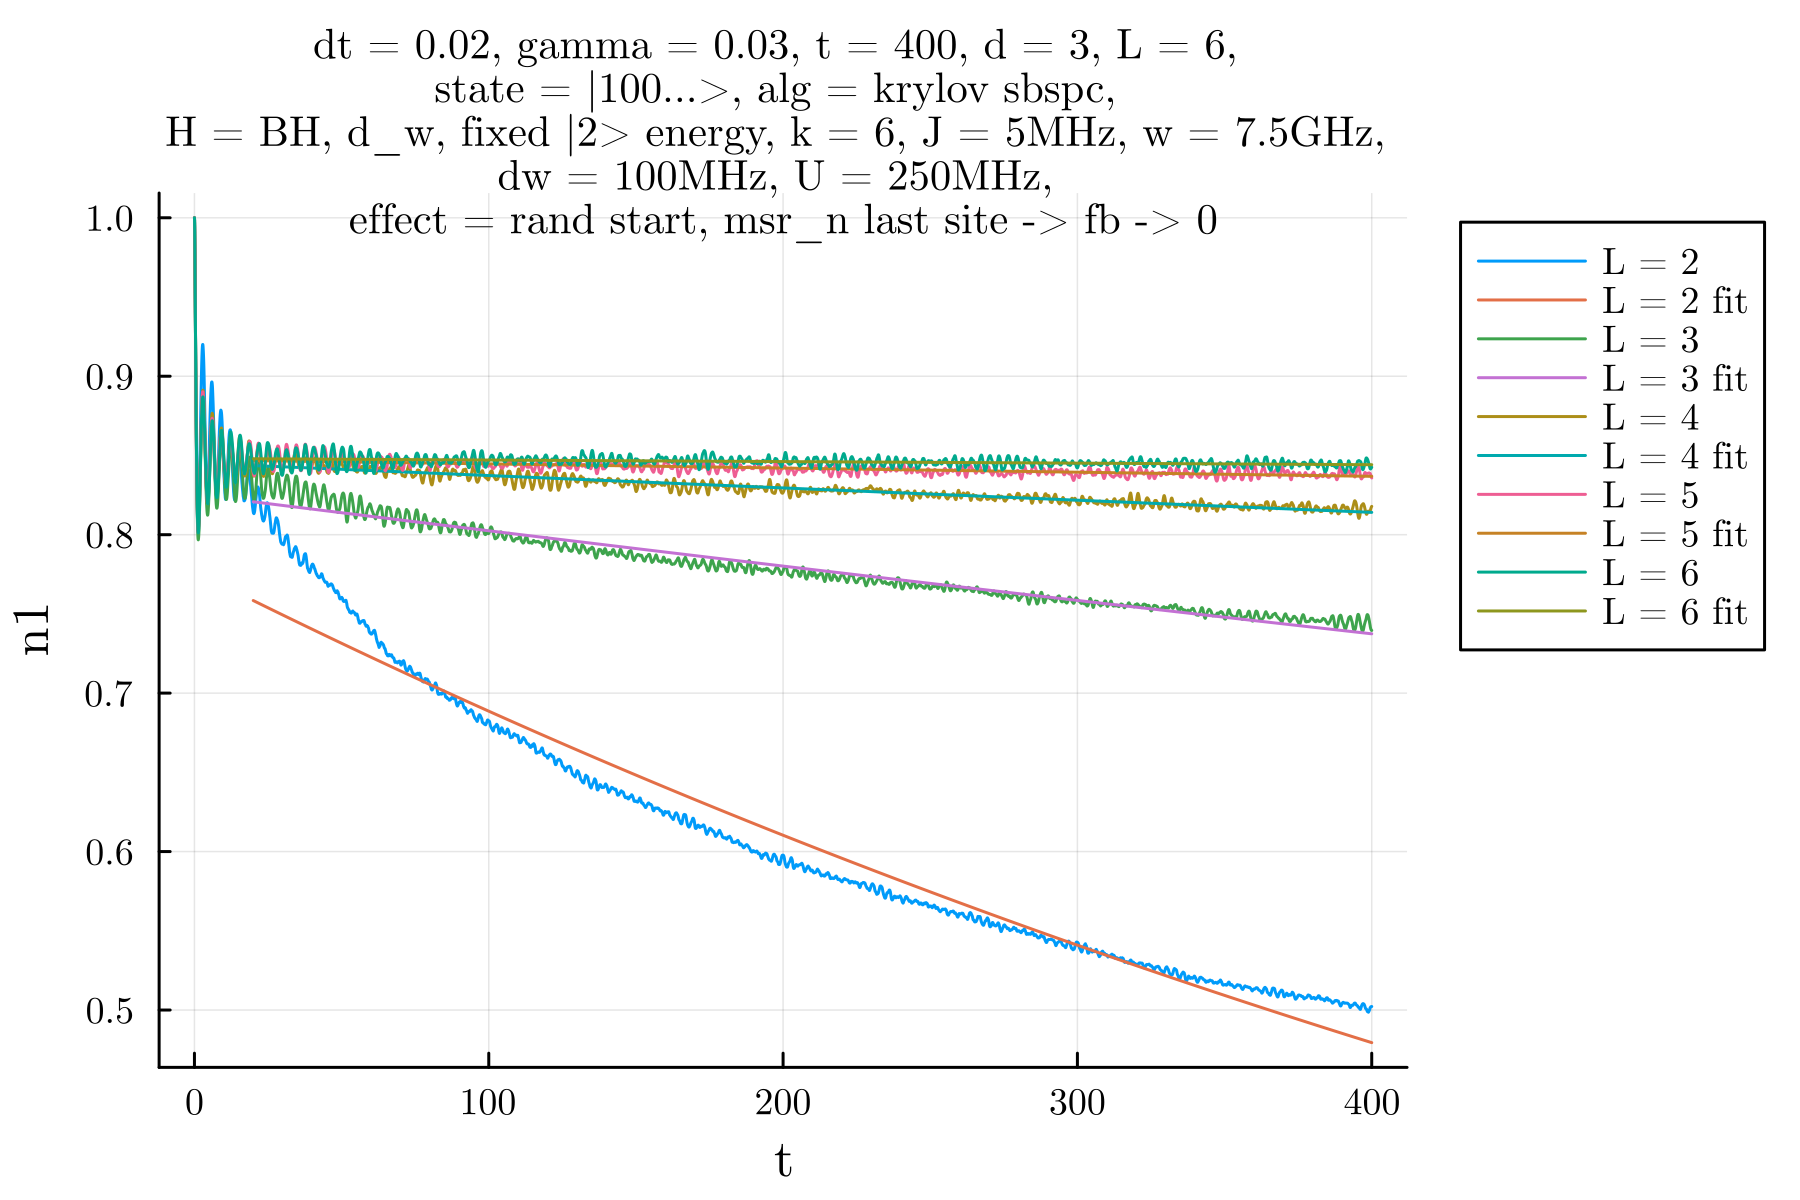 dt = 0.02, gamma = 0.03, t = 400, d = 3, L = 6,
state = |100...>, alg = krylov sbspc,
H = BH, d_w, fixed |2> energy, k = 6, J = 5MHz, w = 7.5GHz,
dw = 100MHz, U = 250MHz,
effect = rand start, msr_n last site -> fb -> 0
1.0
0.9
0.8
0.7
0.6
0.5
n1
0
100
200
300
400
t
L = 2
L = 2 fit
L = 3
L = 3 fit
L = 4
L = 4 fit
L = 5
L = 5 fit
L = 6
L = 6 fit